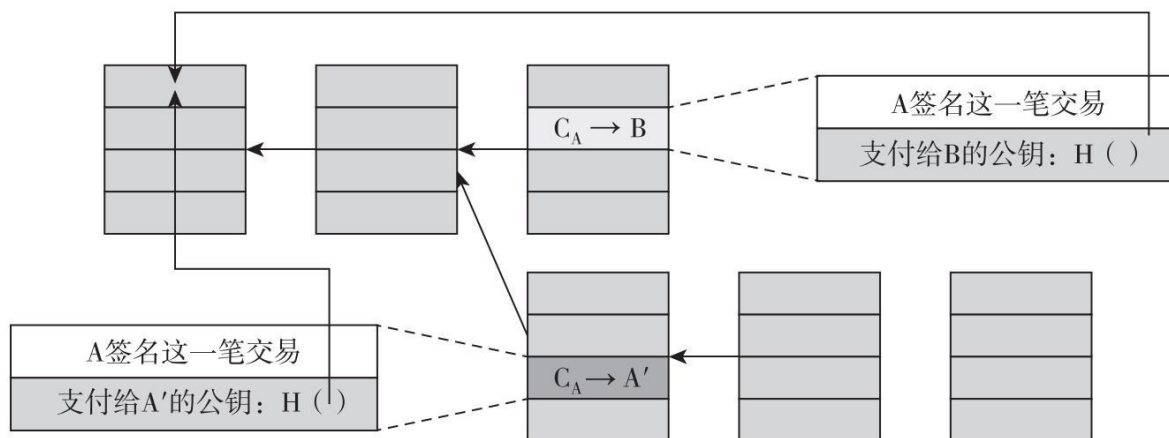 A签名这一笔交易
C_A → B
支付给B的公钥：H（ ）
A签名这一笔交易
支付给A′的公钥：H（ ）
C_A → A′